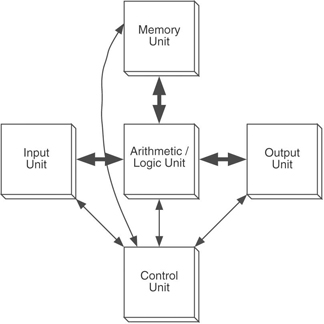 Memory
Unit
Input
Unit
Arithmetic /
Logic Unit
Output
Unit
Control
Unit